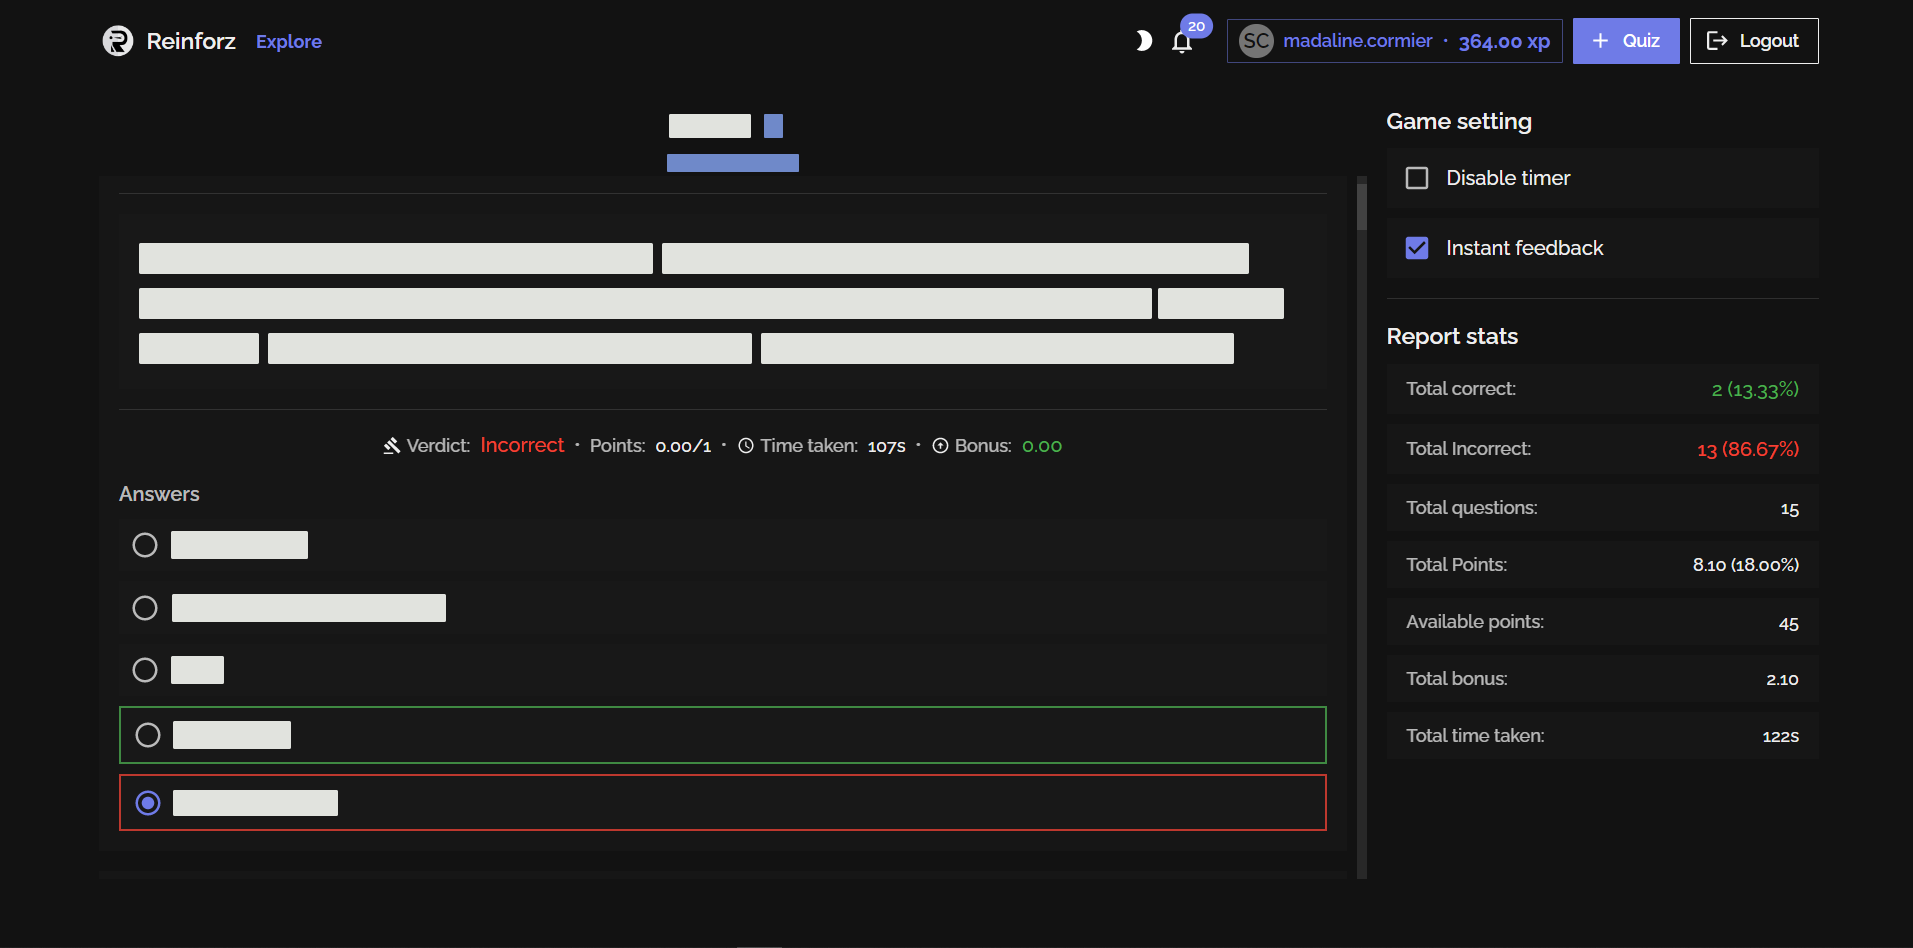 Reinforz Explore
20
SC madaline.cormier · 364.00 xp
+ Quiz
Logout
Game setting
Disable timer
Instant feedback
Report stats
Total correct: 2 (13.33%)
Total Incorrect: 13 (86.67%)
Total questions: 15
Total Points: 8.10 (18.00%)
Available points: 45
Total bonus: 2.10
Total time taken: 122s
Verdict: Incorrect · Points: 0.00/1 · Time taken: 107s · Bonus: 0.00
Answers